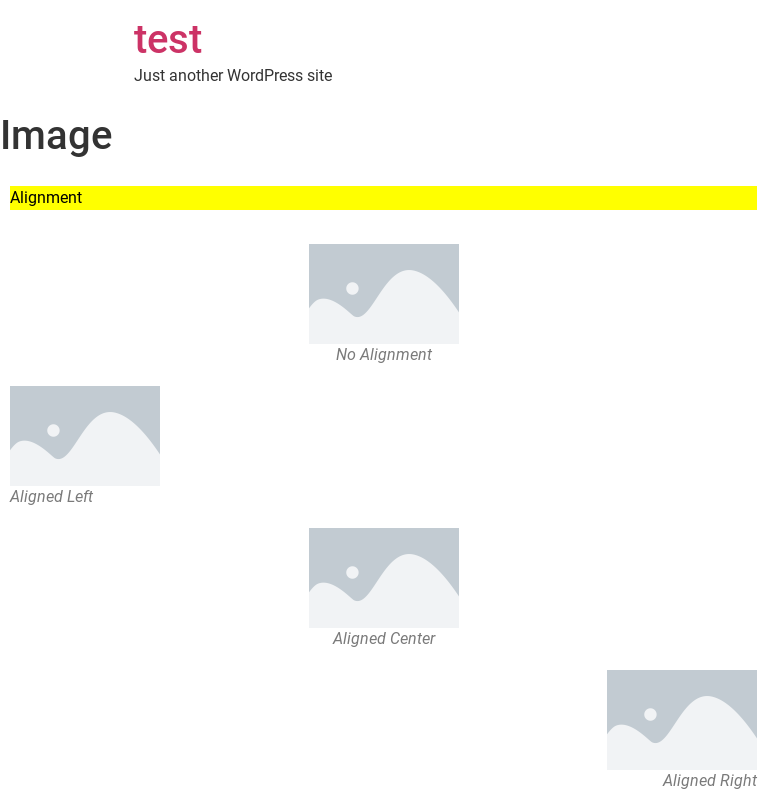 test
Just another WordPress site
Image
Alignment
No Alignment
Aligned Left
Aligned Center
Aligned Right